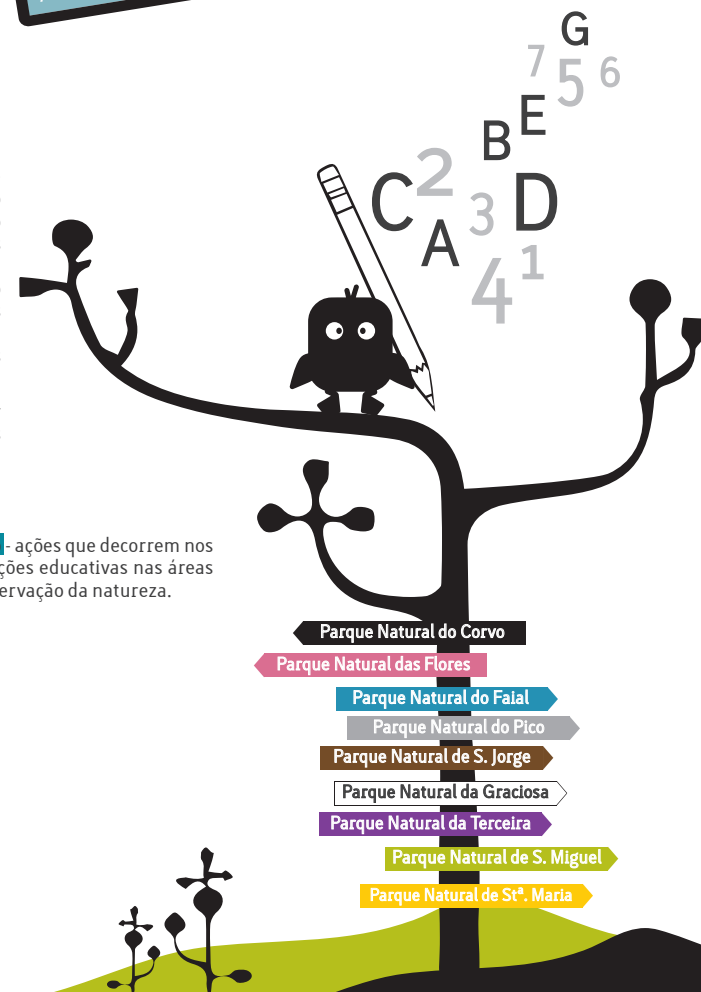 G
7 5 6
E
B
2
C D
3
A
1
4
- ações que decorrem nos
ções educativas nas áreas
ervação da natureza.
Parque Natural do Corvo
Parque Natural das Flores
Parque Natural do Faial
Parque Natural do Pico
Parque Natural de S. Jorge
Parque Natural da Graciosa
Parque Natural da Terceira
Parque Natural de S. Miguel
Parque Natural de Stª. Maria